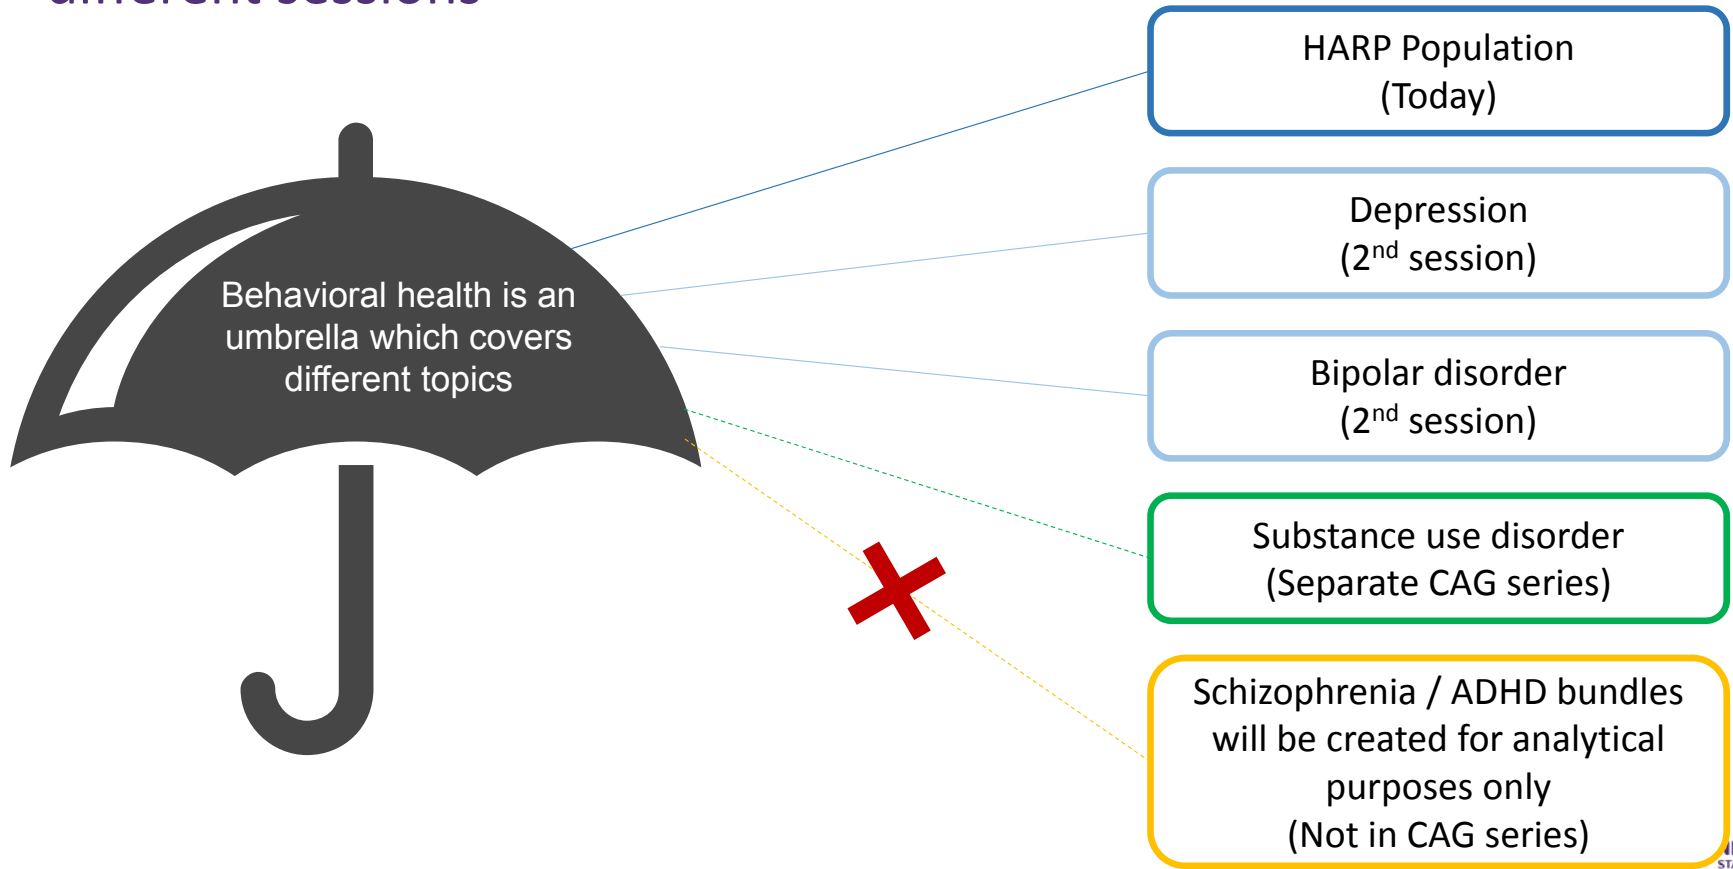 different sessions
HARP Population
(Today)
Depression
(2nd session)
Behavioral health is an
umbrella which covers
different topics
Bipolar disorder
(2nd session)
Substance use disorder
(Separate CAG series)
Schizophrenia / ADHD bundles
will be created for analytical
purposes only
(Not in CAG series)